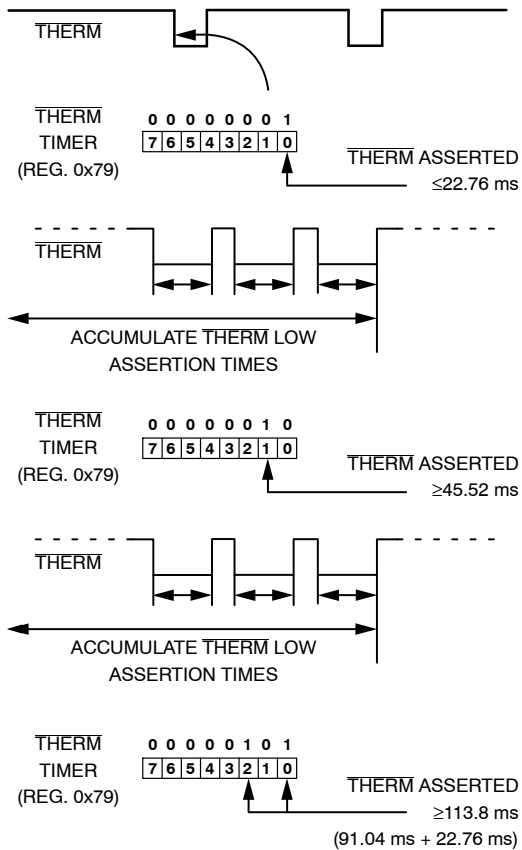 THERM
THERM
TIMER
(REG. 0x79)
0 0 0 0 0 0 0 1
7 6 5 4 3 2 1 0
THERM ASSERTED
≤22.76 ms
THERM
ACCUMULATE THERM LOW
ASSERTION TIMES
THERM
TIMER
(REG. 0x79)
0 0 0 0 0 0 1 0
7 6 5 4 3 2 1 0
THERM ASSERTED
≥45.52 ms
THERM
ACCUMULATE THERM LOW
ASSERTION TIMES
THERM
TIMER
(REG. 0x79)
0 0 0 0 0 1 0 1
7 6 5 4 3 2 1 0
THERM ASSERTED
≥113.8 ms
(91.04 ms + 22.76 ms)